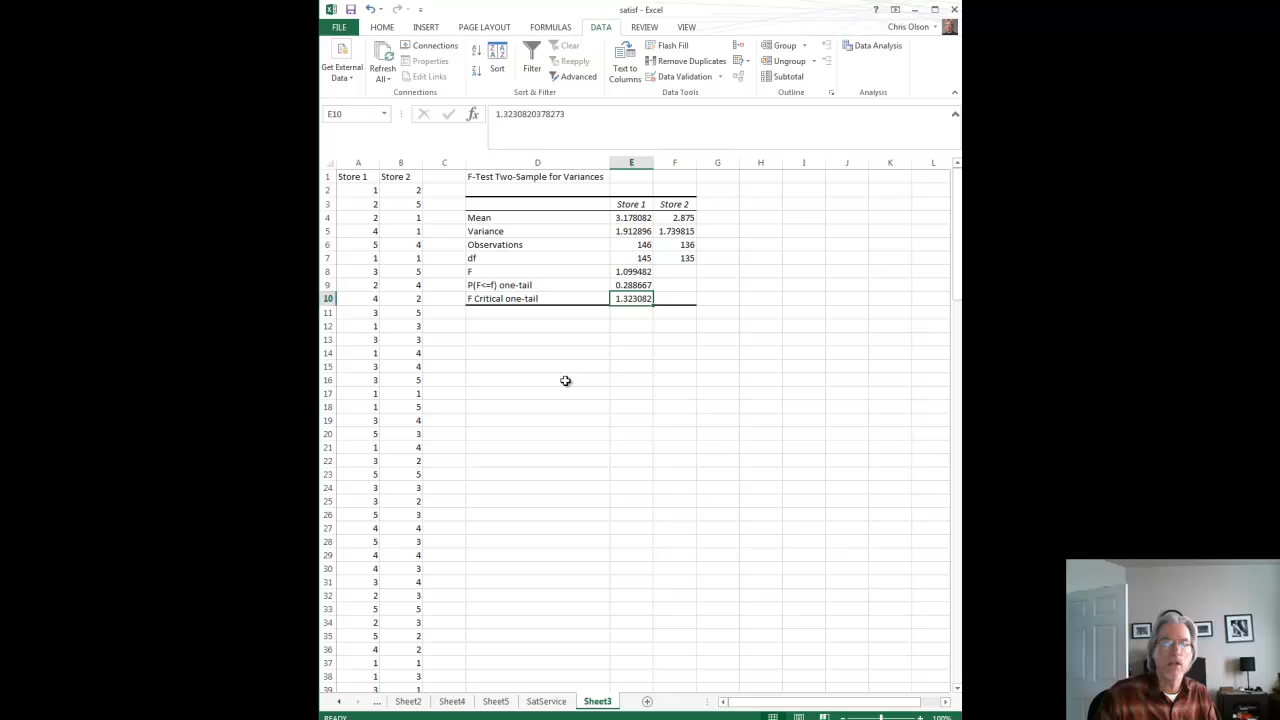 satisf - Excel
FILE HOME INSERT PAGE LAYOUT FORMULAS DATA REVIEW VIEW Chris Olson
Get External Data
Refresh All
Connections
Properties
Edit Links
Connections
Sort
Filter
Clear
Reapply
Advanced
Sort & Filter
Text to Columns
Flash Fill
Remove Duplicates
Data Validation
Data Tools
Group
Ungroup
Subtotal
Outline
Data Analysis
Analysis
E10 fx 1.3230820378273
A B C D E F G H I J K L
1 Store 1 Store 2 F-Test Two-Sample for Variances
2 1 2
3 2 5 Store 1 Store 2
4 2 1 Mean 3.178082 2.875
5 4 1 Variance 1.912896 1.739815
6 5 4 Observations 146 136
7 1 1 df 145 135
8 3 5 F 1.099482
9 2 4 P(F<=f) one-tail 0.288667
10 4 2 F Critical one-tail 1.323082
11 3 5
12 1 3
13 3 3
14 1 4
15 3 4
16 3 5
17 1 1
18 1 5
19 3 4
20 5 3
21 1 4
22 3 2
23 5 5
24 3 3
25 3 2
26 5 3
27 4 4
28 5 3
29 4 4
30 4 3
31 3 4
32 2 3
33 5 5
34 2 3
35 5 2
36 4 2
37 1 1
38 1 3
39 3 1
... Sheet2 Sheet4 Sheet5 CatService Sheet3
READY 100%